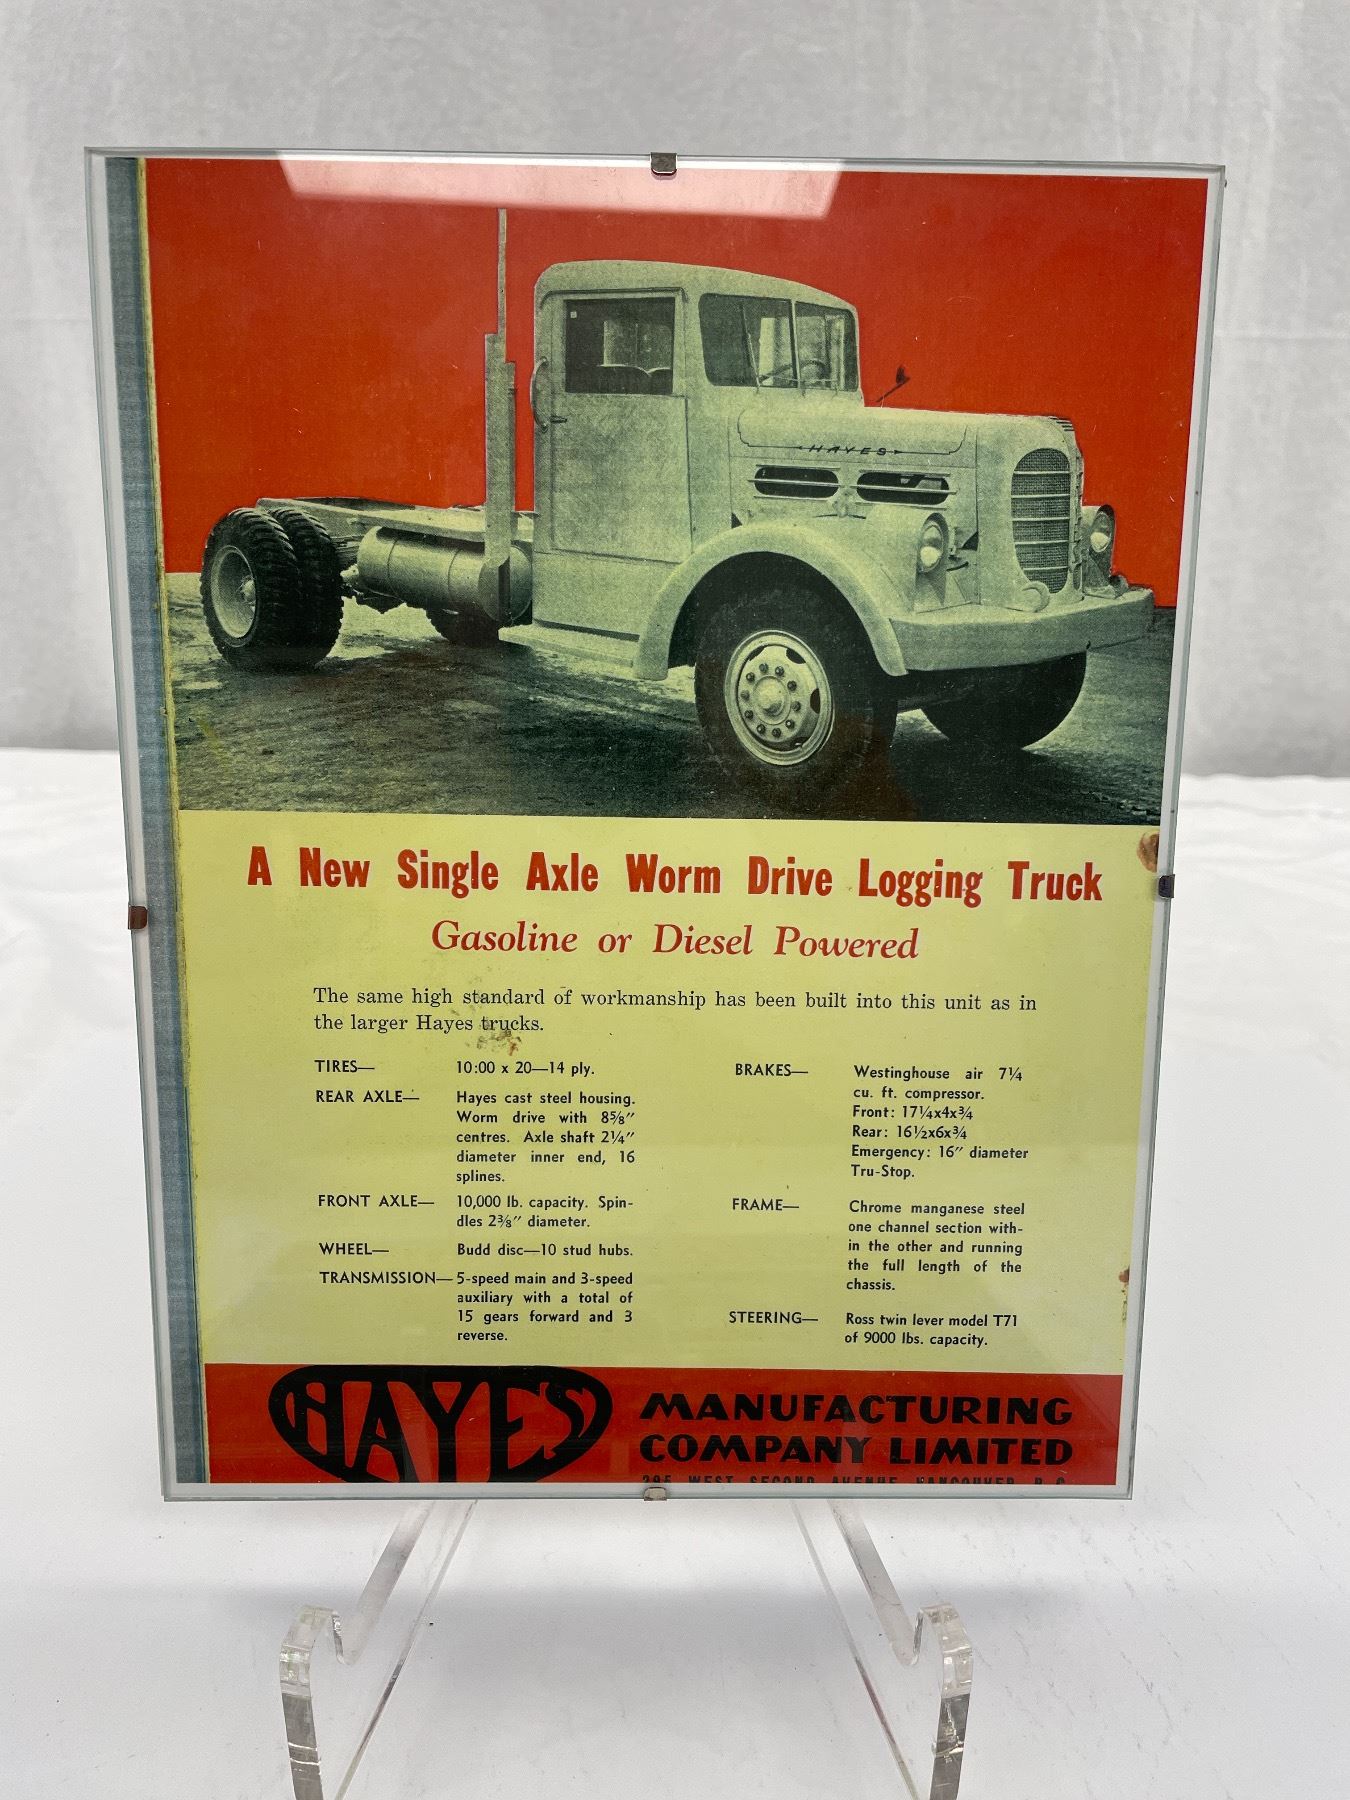 HAYES
A New Single Axle Worm Drive Logging Truck
Gasoline or Diesel Powered
The same high standard of workmanship has been built into this unit as in
the larger Hayes trucks.
TIRES— 10:00 x 20—14 ply.
REAR AXLE— Hayes cast steel housing.
Worm drive with 8⅝″
centres. Axle shaft 2¼″
diameter inner end, 16
splines.
FRONT AXLE— 10,000 lb. capacity. Spin-
dles 2⅜″ diameter.
WHEEL— Budd disc—10 stud hubs.
TRANSMISSION— 5-speed main and 3-speed
auxiliary with a total of
15 gears forward and 3
reverse.
BRAKES— Westinghouse air 7¼
cu. ft. compressor.
Front: 17¼x4x¾
Rear: 16½x6x¾
Emergency: 16″ diameter
Tru-Stop.
FRAME— Chrome manganese steel
one channel section with-
in the other and running
the full length of the
chassis.
STEERING— Ross twin lever model T71
of 9000 lbs. capacity.
HAYES
MANUFACTURING
COMPANY LIMITED
295 WEST SECOND AVENUE, VANCOUVER, B.C.